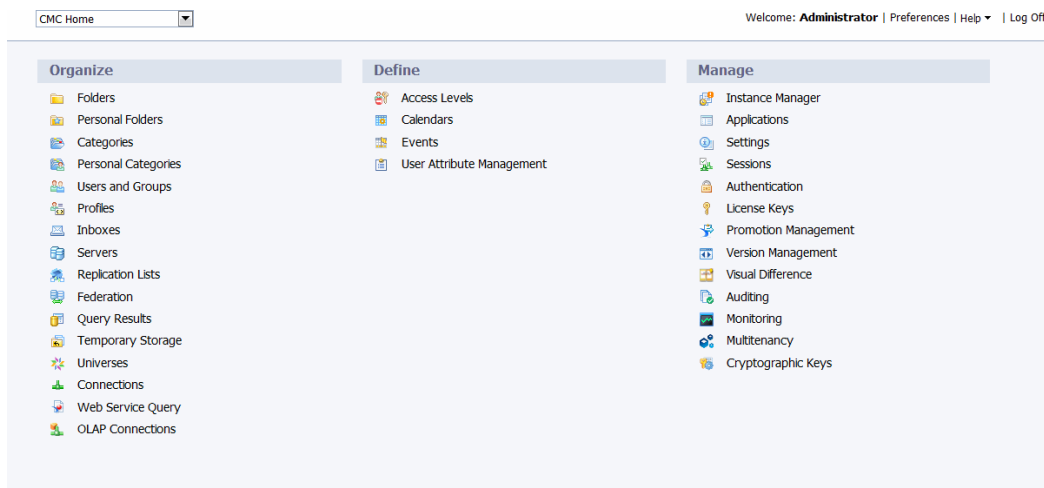 CMC Home
Welcome: Administrator | Preferences | Help | Log Off
Organize
Folders
Personal Folders
Categories
Personal Categories
Users and Groups
Profiles
Inboxes
Servers
Replication Lists
Federation
Query Results
Temporary Storage
Universes
Connections
Web Service Query
OLAP Connections
Define
Access Levels
Calendars
Events
User Attribute Management
Manage
Instance Manager
Applications
Settings
Sessions
Authentication
License Keys
Promotion Management
Version Management
Visual Difference
Auditing
Monitoring
Multitenancy
Cryptographic Keys